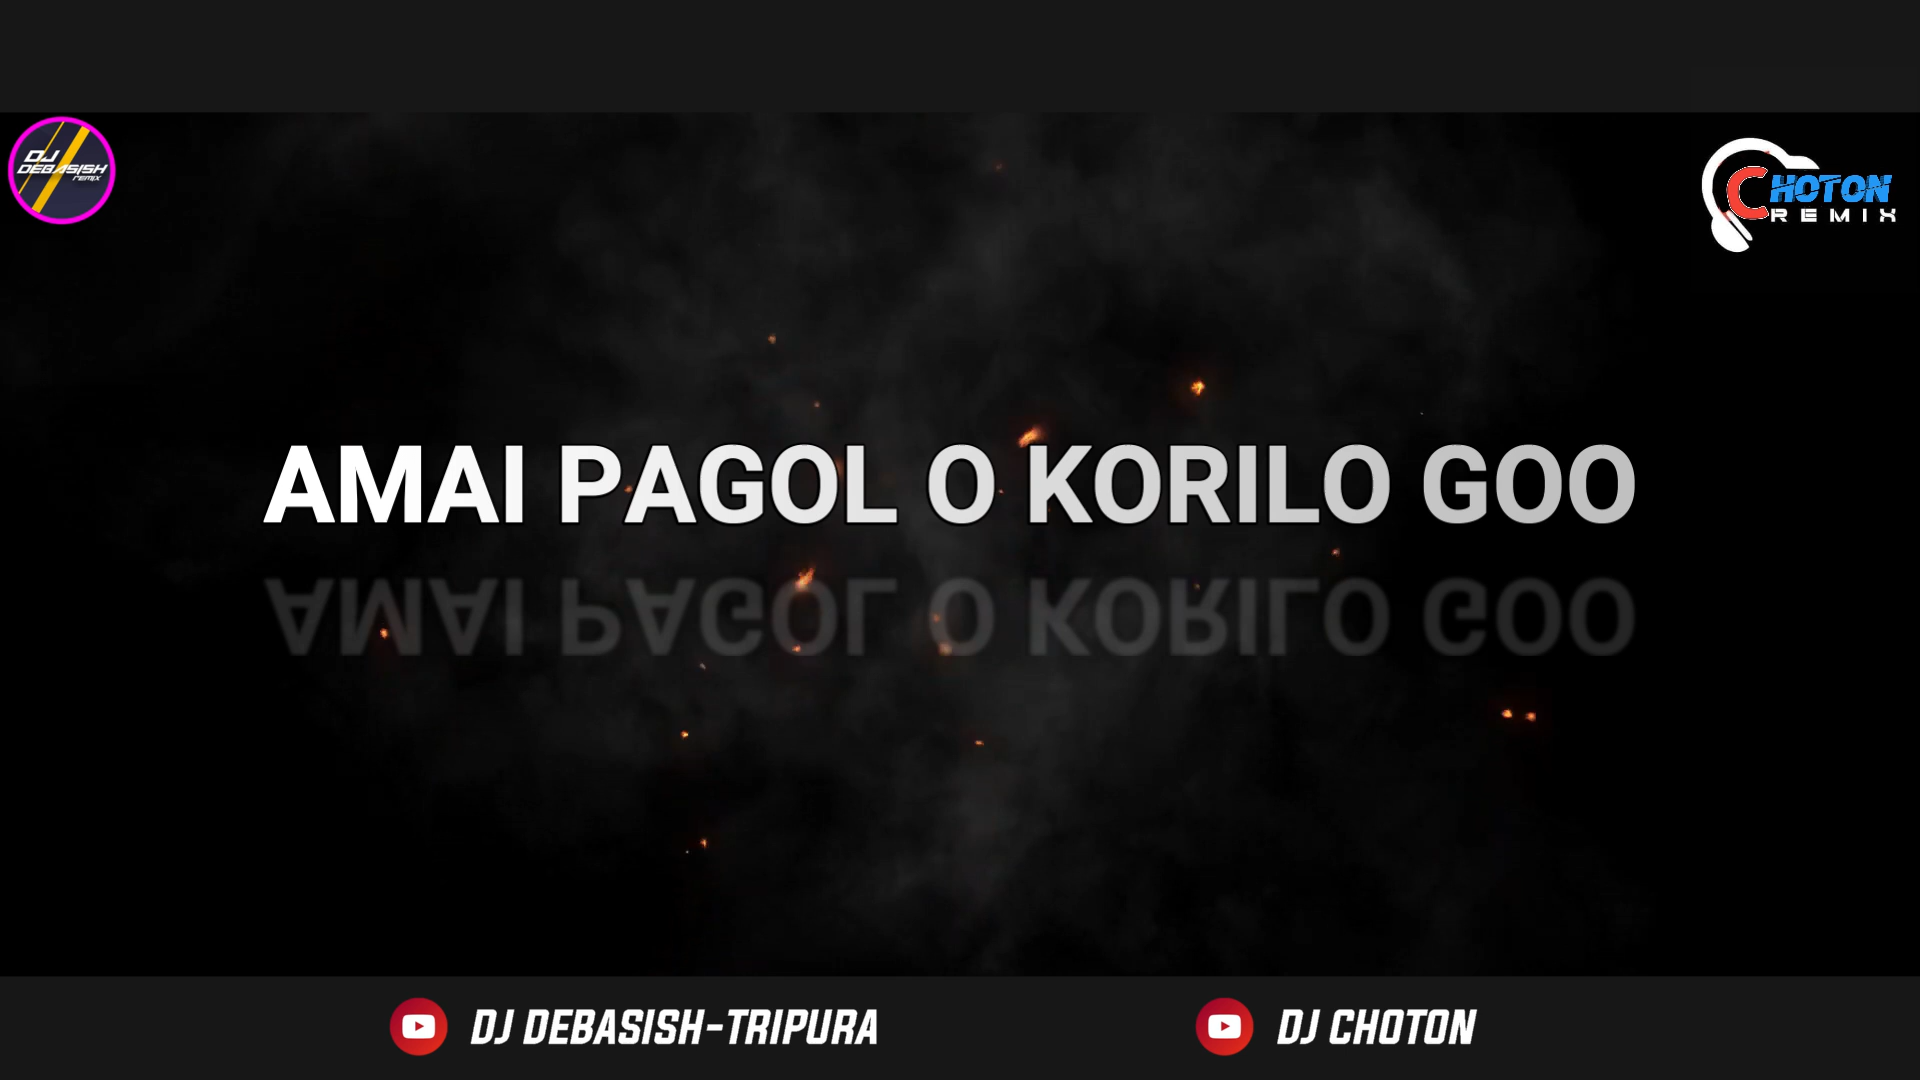 DJ
DEBASISH
REMIX
CHOTON
REMIX
AMAI PAGOL O KORILO GOO
AMAI PAGOL O KORILO GOO
DJ DEBASISH-TRIPURA
DJ CHOTON